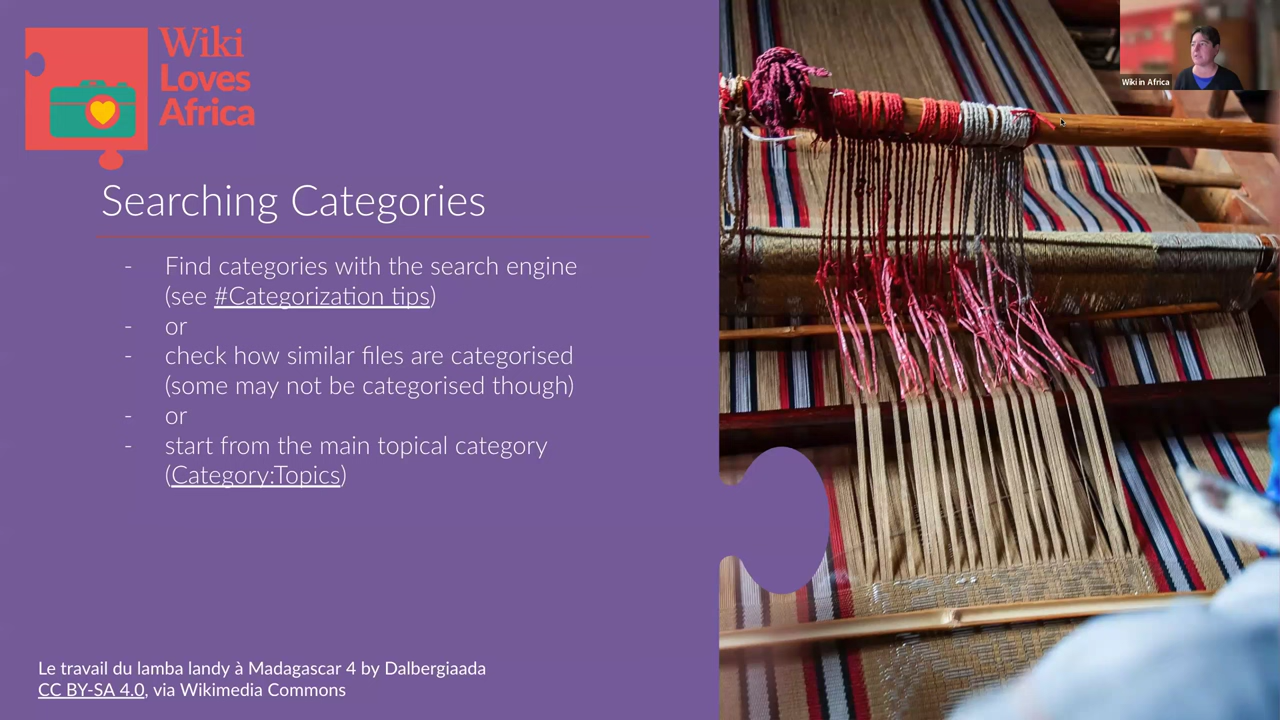 Wiki
Loves
Africa
Wiki in Africa
Searching Categories
- Find categories with the search engine
(see #Categorization tips)
- or
- check how similar files are categorised
(some may not be categorised though)
- or
- start from the main topical category
(Category:Topics)
Le travail du lamba landy à Madagascar 4 by Dalbergiaada
CC BY-SA 4.0, via Wikimedia Commons